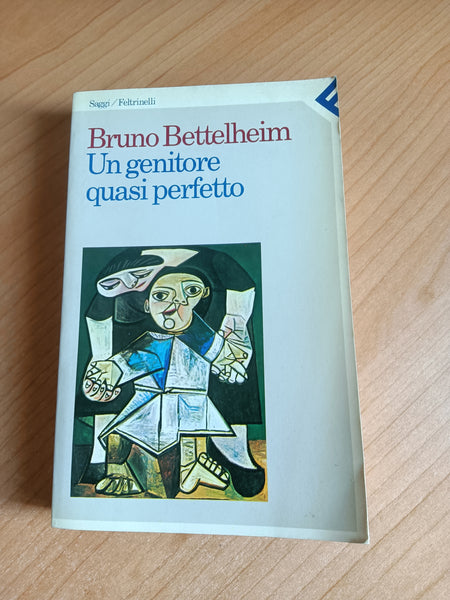 Saggi/Feltrinelli
Bruno Bettelheim
Un genitore
quasi perfetto